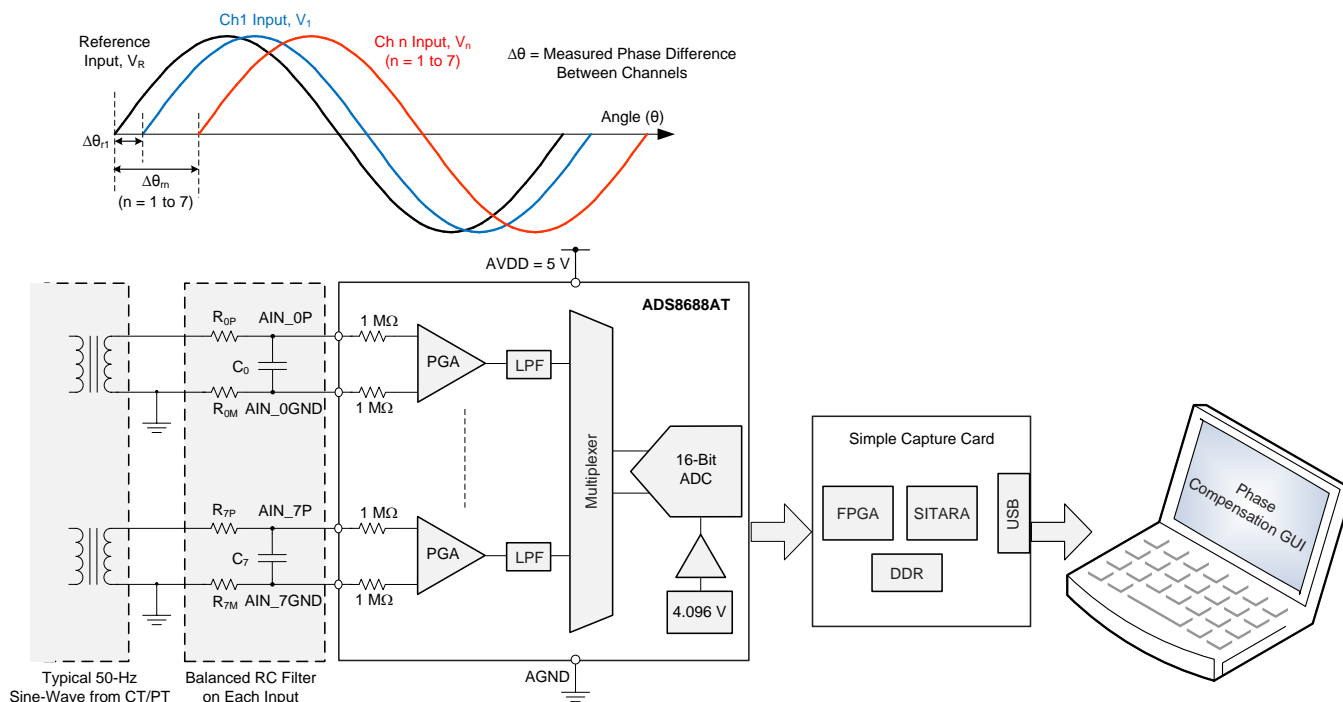 Ch1 Input, V1
Reference
Input, VR
Ch n Input, Vn
(n = 1 to 7)
Δθ = Measured Phase Difference
Between Channels
Angle (θ)
Δθr1
Δθrn
(n = 1 to 7)
AVDD = 5 V
ADS8688AT
R0P
AIN_0P
1 MΩ
C0
PGA
LPF
R0M
AIN_0GND
1 MΩ
Multiplexer
16-Bit
ADC
R7P
AIN_7P
1 MΩ
C7
PGA
LPF
R7M
AIN_7GND
1 MΩ
4.096 V
AGND
Simple Capture Card
FPGA
SITARA
USB
DDR
Phase
Compensation GUI
Typical 50-Hz
Sine-Wave from CT/PT
Balanced RC Filter
on Each Input